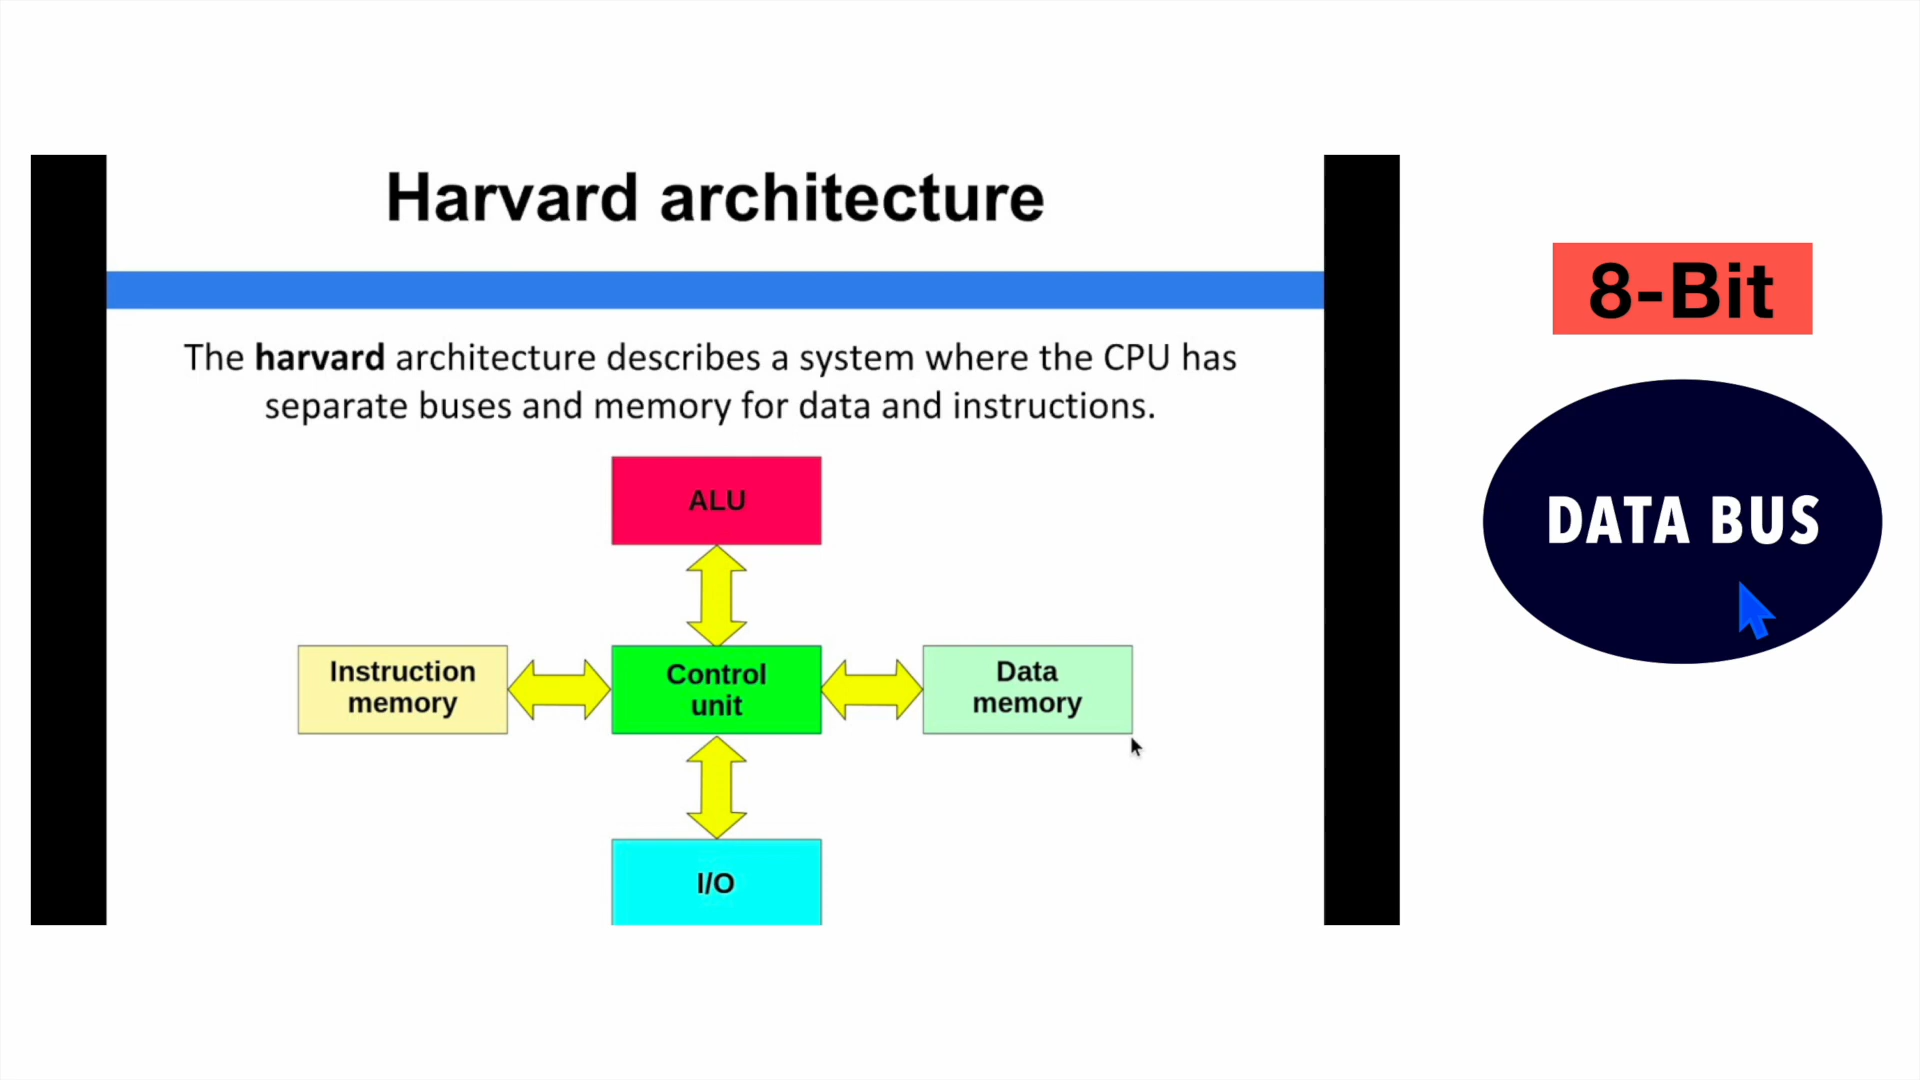 Harvard architecture
The harvard architecture describes a system where the CPU has
separate buses and memory for data and instructions.
ALU
Instruction
memory
Control
unit
Data
memory
I/O
8-Bit
DATA BUS